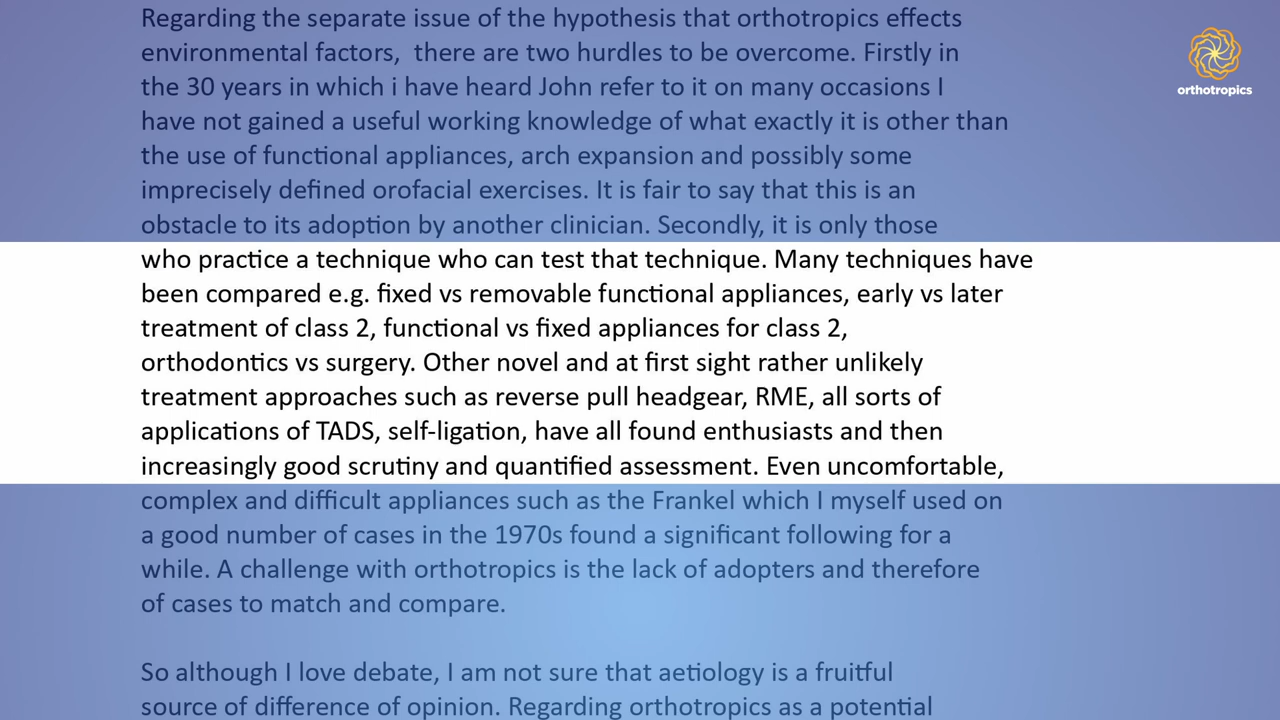 Regarding the separate issue of the hypothesis that orthotropics effects
environmental factors,  there are two hurdles to be overcome. Firstly in
the 30 years in which i have heard John refer to it on many occasions I
have not gained a useful working knowledge of what exactly it is other than
the use of functional appliances, arch expansion and possibly some
imprecisely defined orofacial exercises. It is fair to say that this is an
obstacle to its adoption by another clinician. Secondly, it is only those
who practice a technique who can test that technique. Many techniques have
been compared e.g. fixed vs removable functional appliances, early vs later
treatment of class 2, functional vs fixed appliances for class 2,
orthodontics vs surgery. Other novel and at first sight rather unlikely
treatment approaches such as reverse pull headgear, RME, all sorts of
applications of TADS, self-ligation, have all found enthusiasts and then
increasingly good scrutiny and quantified assessment. Even uncomfortable,
complex and difficult appliances such as the Frankel which I myself used on
a good number of cases in the 1970s found a significant following for a
while. A challenge with orthotropics is the lack of adopters and therefore
of cases to match and compare.
So although I love debate, I am not sure that aetiology is a fruitful
source of difference of opinion. Regarding orthotropics as a potential
orthotropics